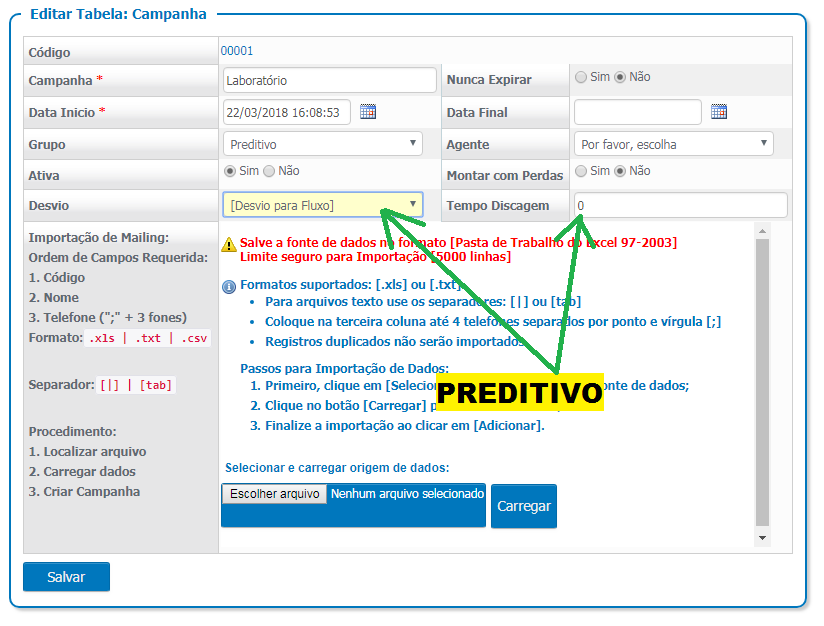 Editar Tabela: Campanha
Código 00001
Campanha * Laboratório Nunca Expirar Sim Não
Data Inicio * 22/03/2018 16:08:53 Data Final
Grupo Preditivo Agente Por favor, escolha
Ativa Sim Não Montar com Perdas Sim Não
Desvio [Desvio para Fluxo] Tempo Discagem 0
Importação de Mailing:
Ordem de Campos Requerida:
1. Código
2. Nome
3. Telefone (";" + 3 fones)
Formato: .xls | .txt | .csv
Separador: [|] | [tab]
Procedimento:
1. Localizar arquivo
2. Carregar dados
3. Criar Campanha
Salve a fonte de dados no formato [Pasta de Trabalho do Excel 97-2003]
Limite seguro para Importação [5000 linhas]
Formatos suportados: [.xls] ou [.txt]
• Para arquivos texto use os separadores: [|] ou [tab]
• Coloque na terceira coluna até 4 telefones separados por ponto e vírgula [;]
• Registros duplicados não serão importados
Passos para Importação de Dados:
1. Primeiro, clique em [Selecion onte de dados;
2. Clique no botão [Carregar] p
3. Finalize a importação ao clicar em [Adicionar].
PREDITIVO
Selecionar e carregar origem de dados:
Escolher arquivo Nenhum arquivo selecionado
Carregar
Salvar